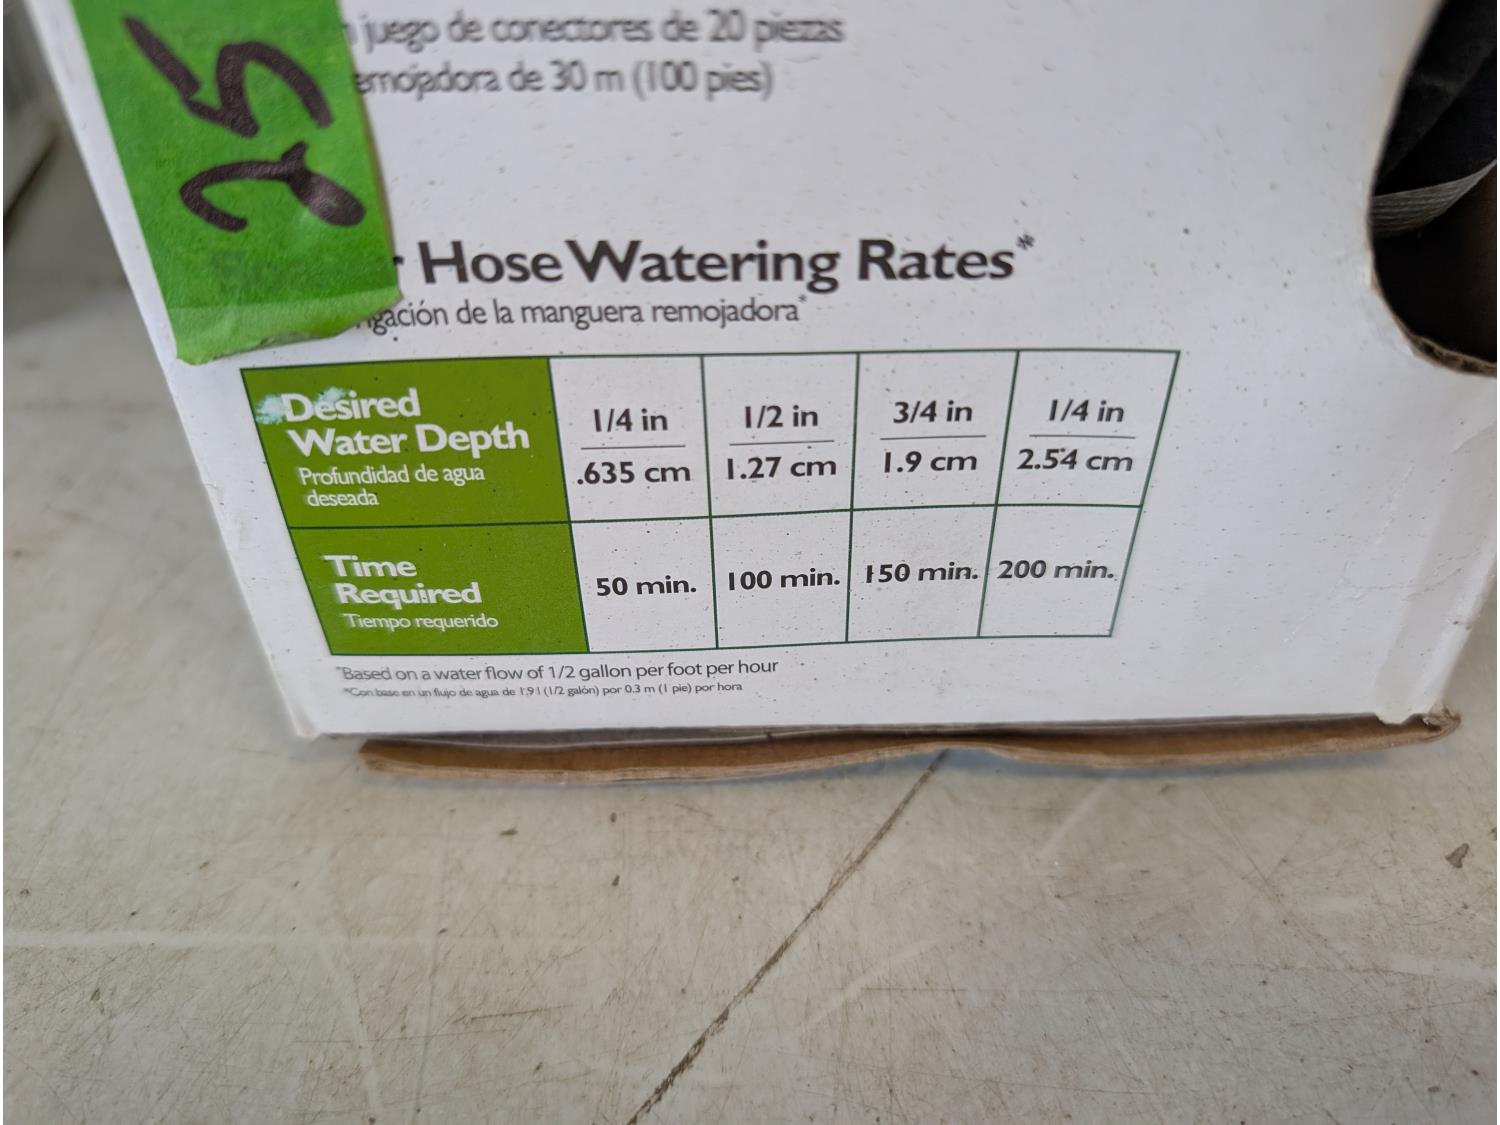 25
juego de conectores de 20 piezas
emojadora de 30 m (100 pies)
r Hose Watering Rates*
igación de la manguera remojadora*
Desired
Water Depth
Profundidad de agua
deseada
1/4 in
.635 cm
1/2 in
1.27 cm
3/4 in
1.9 cm
1/4 in
2.54 cm
Time
Required
Tiempo requerido
50 min.
100 min.
150 min.
200 min.
*Based on a water flow of 1/2 gallon per foot per hour
*Con base en un flujo de agua de 1.9 l (1/2 galón) por 0.3 m (1 pie) por hora